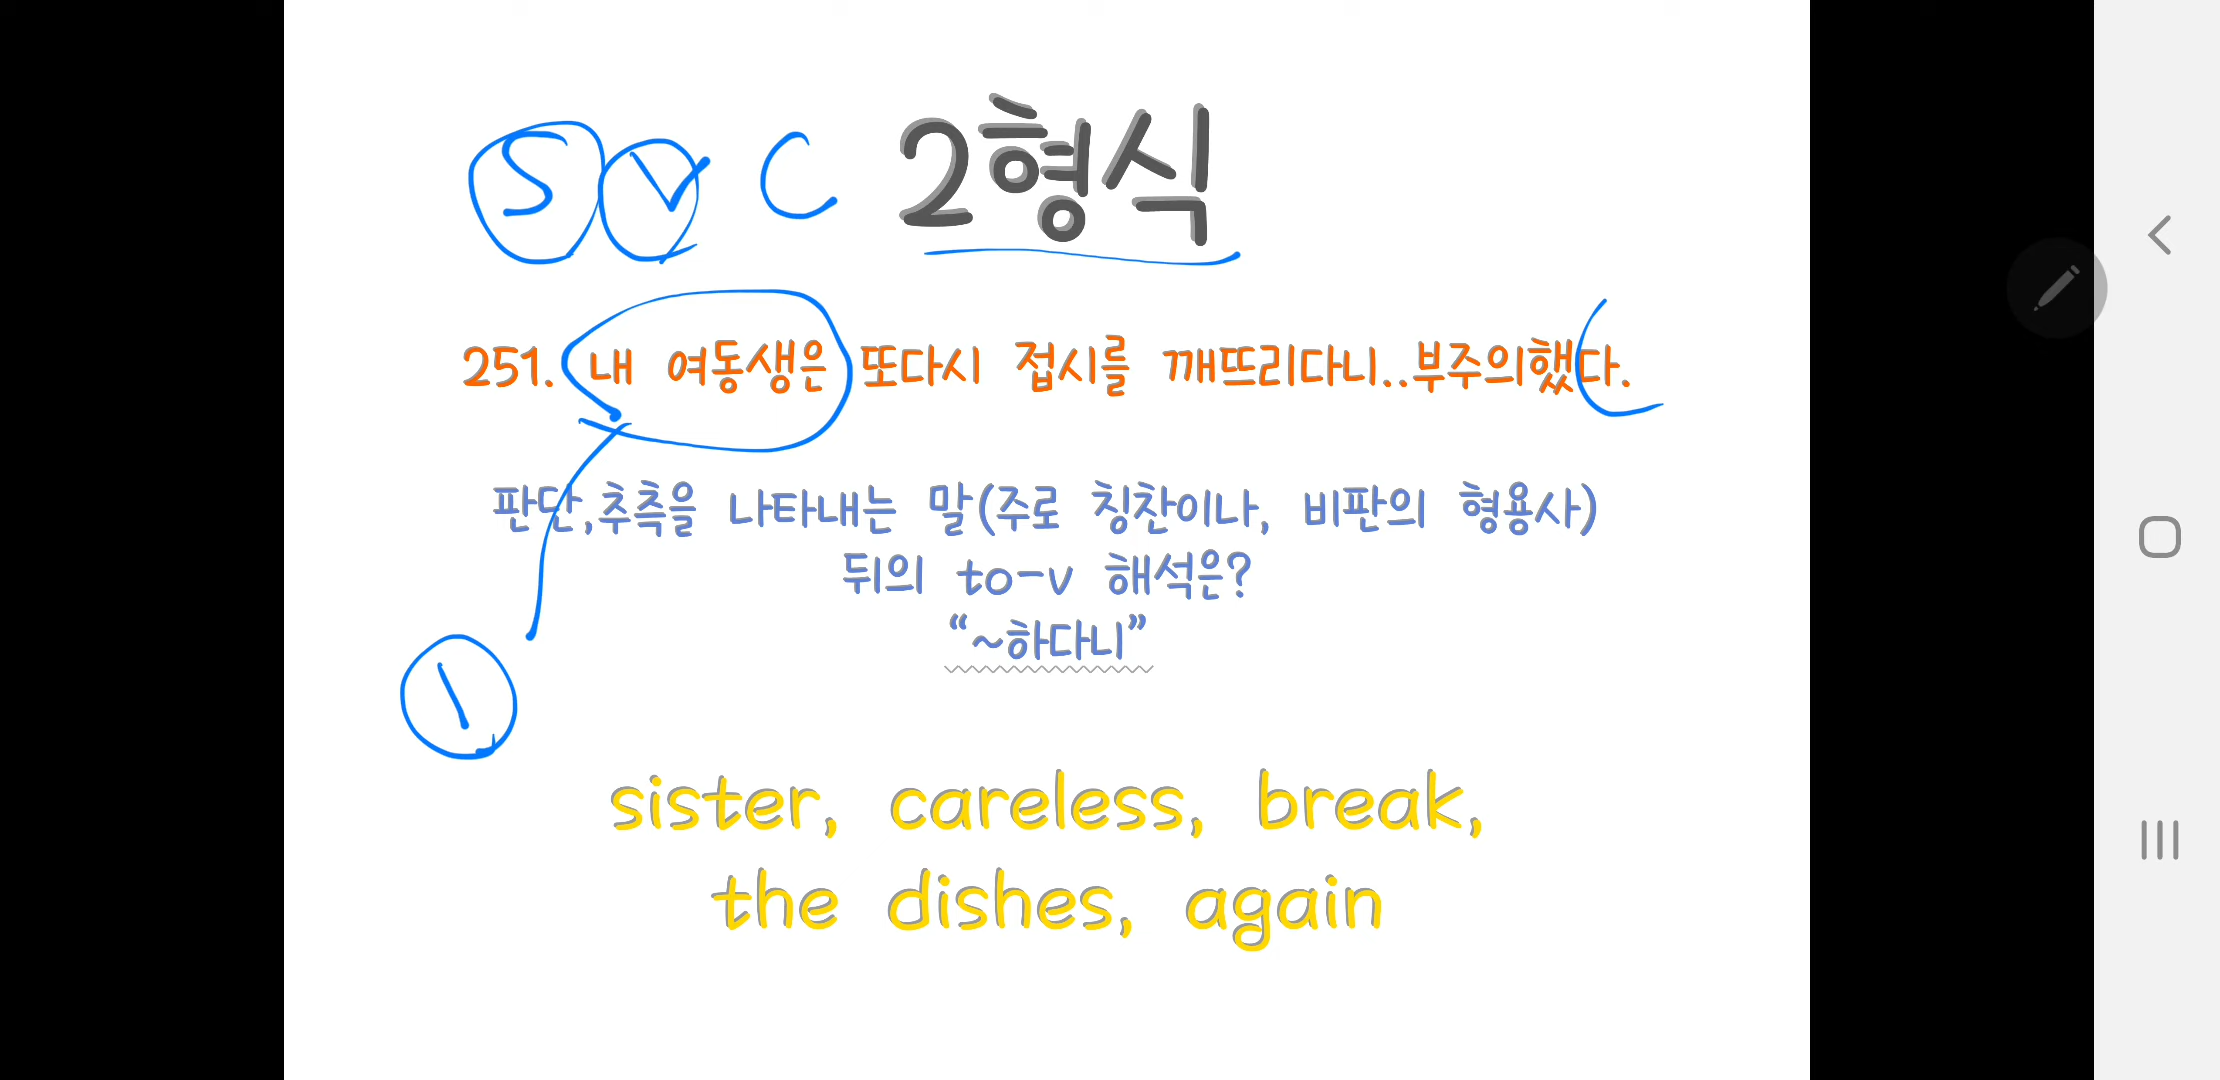 S V C 2형식
251. 내 여동생은 또다시 접시를 깨뜨리다니..부주의했다.
판단,추측을 나타내는 말(주로 칭찬이나, 비판의 형용사)
뒤의 to-v 해석은?
“~하다니”
1
sister, careless, break,
the dishes, again